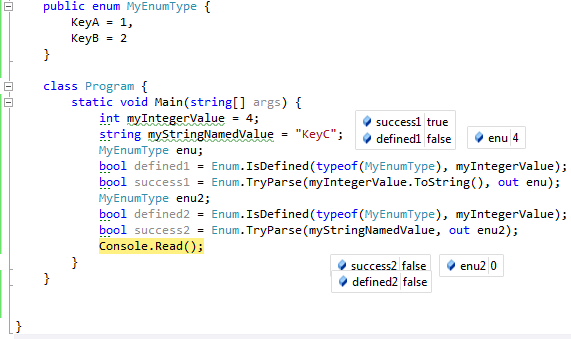 public enum MyEnumType {
KeyA = 1,
KeyB = 2
}
class Program {
static void Main(string[] args) {
int myIntegerValue = 4;
success1 true
string myStringNamedValue = "KeyC";
defined1 false
enu 4
MyEnumType enu;
bool defined1 = Enum.IsDefined(typeof(MyEnumType), myIntegerValue);
bool success1 = Enum.TryParse(myIntegerValue.ToString(), out enu);
MyEnumType enu2;
bool defined2 = Enum.IsDefined(typeof(MyEnumType), myIntegerValue);
bool success2 = Enum.TryParse(myStringNamedValue, out enu2);
Console.Read();
}
success2 false
enu2 0
}
defined2 false
}